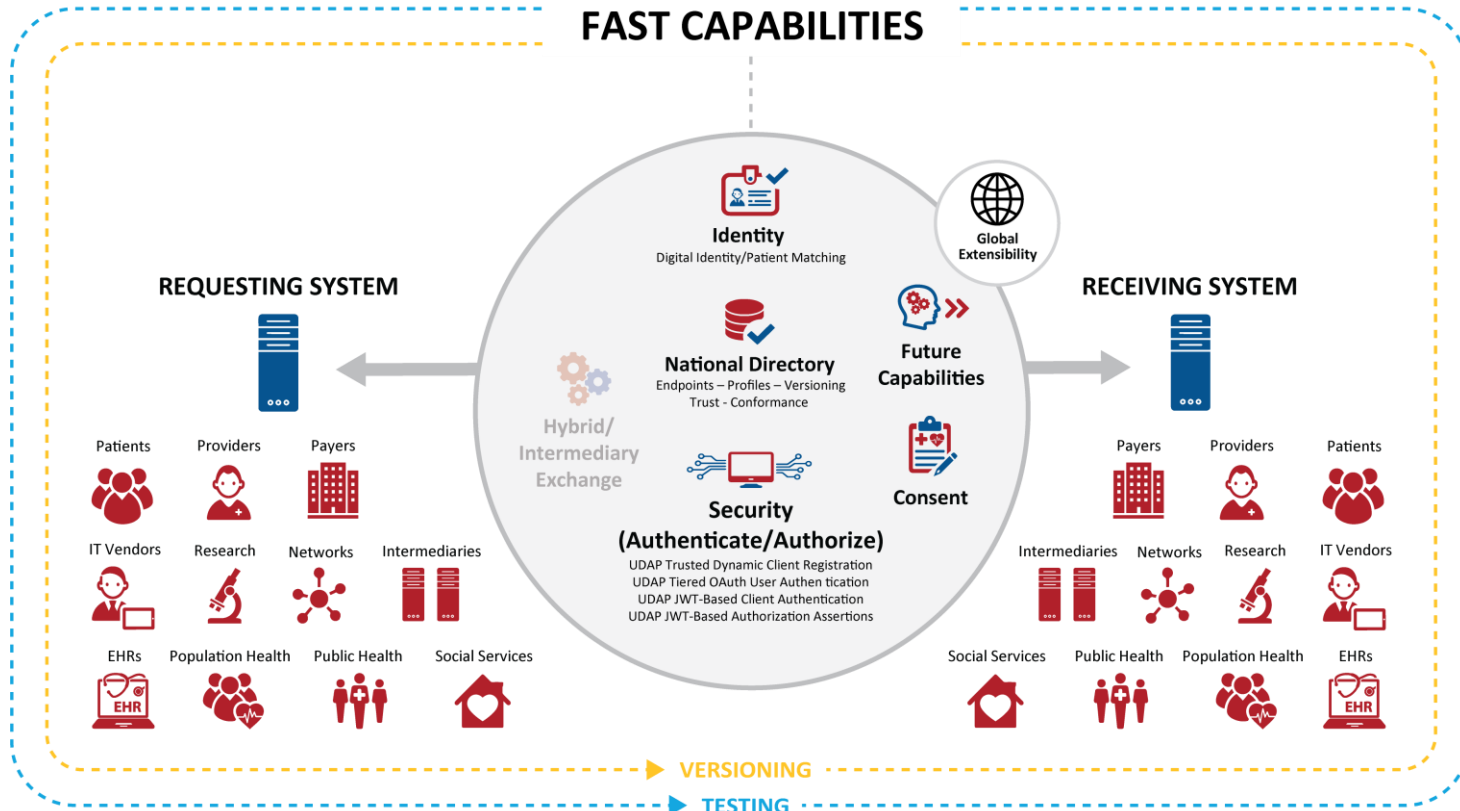 FAST CAPABILITIES
Identity
Digital Identity/Patient Matching
Global
Extensibility
REQUESTING SYSTEM
RECEIVING SYSTEM
National Directory
Endpoints – Profiles – Versioning
Trust - Conformance
Future
Capabilities
Hybrid/
Intermediary
Exchange
Consent
Security
(Authenticate/Authorize)
UDAP Trusted Dynamic Client Registration
UDAP Tiered OAuth User Authen tication
UDAP JWT-Based Client Authentication
UDAP JWT-Based Authorization Assertions
Patients Providers Payers
IT Vendors Research Networks Intermediaries
EHRs Population Health Public Health Social Services
EHR
Payers Providers Patients
Intermediaries Networks Research IT Vendors
Social Services Public Health Population Health EHRs
EHR
VERSIONING
TESTING